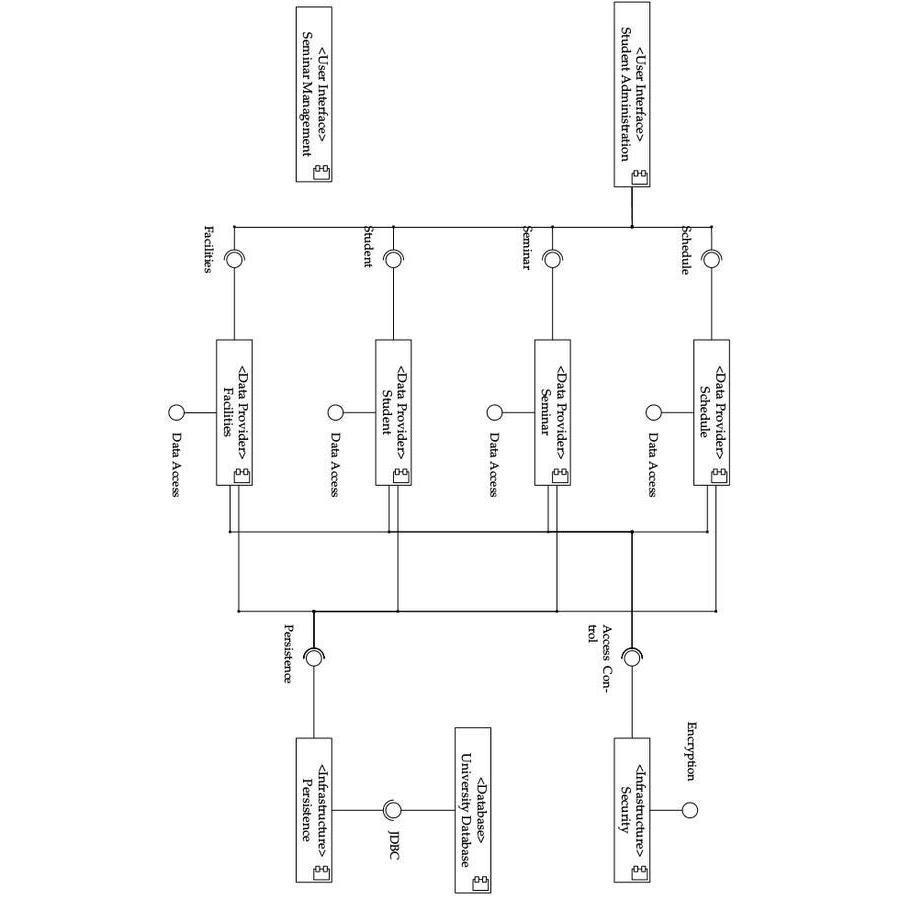 <User Interface>
Student Administration
<User Interface>
Seminar Management
Schedule
Seminar
Student
Facilities
<Data Provider>
Schedule
<Data Provider>
Seminar
<Data Provider>
Student
<Data Provider>
Facilities
Data Access
Data Access
Data Access
Data Access
Access Con-
trol
Persistence
Encryption
<Infrastructure>
Security
<Database>
University Database
JDBC
<Infrastructure>
Persistence